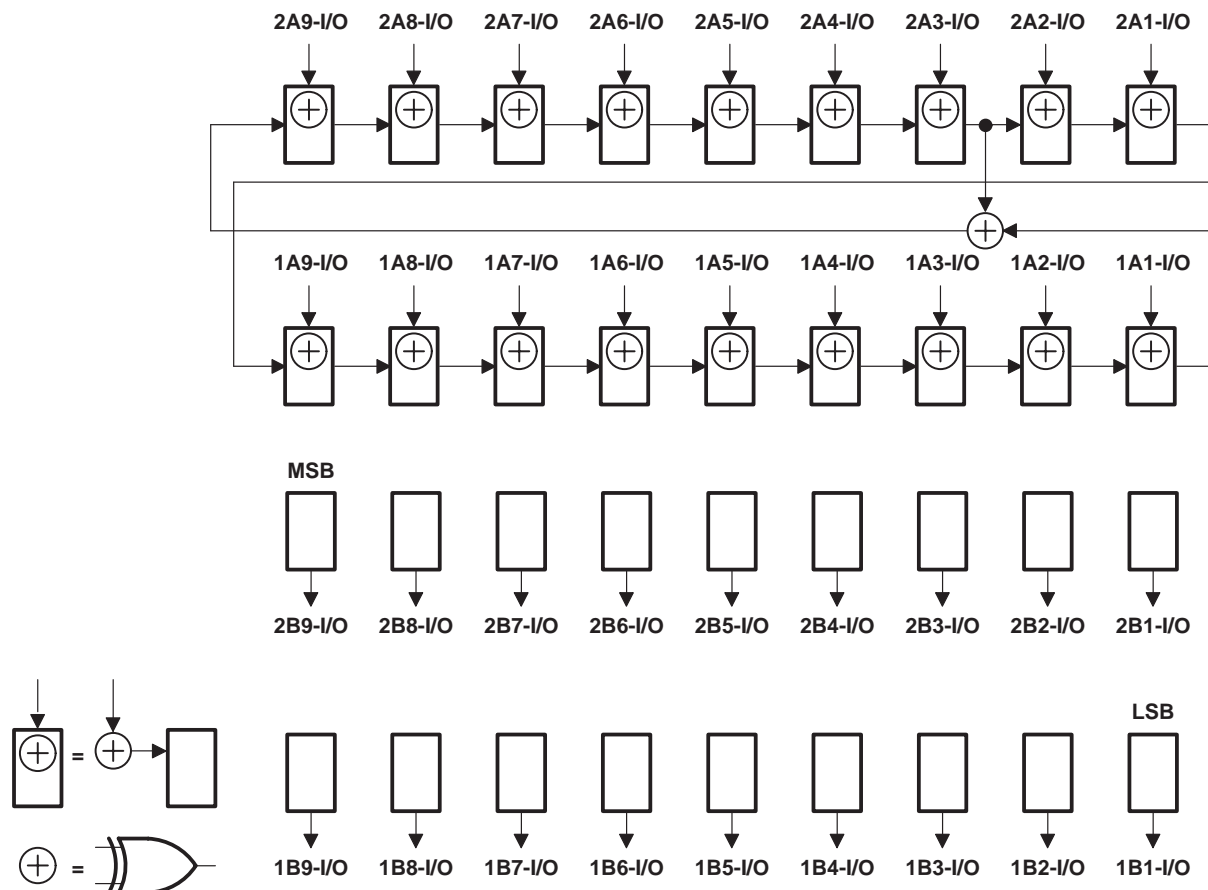 2A9-I/O 2A8-I/O 2A7-I/O 2A6-I/O 2A5-I/O 2A4-I/O 2A3-I/O 2A2-I/O 2A1-I/O
1A9-I/O 1A8-I/O 1A7-I/O 1A6-I/O 1A5-I/O 1A4-I/O 1A3-I/O 1A2-I/O 1A1-I/O
MSB
2B9-I/O 2B8-I/O 2B7-I/O 2B6-I/O 2B5-I/O 2B4-I/O 2B3-I/O 2B2-I/O 2B1-I/O
LSB
=
=
1B9-I/O 1B8-I/O 1B7-I/O 1B6-I/O 1B5-I/O 1B4-I/O 1B3-I/O 1B2-I/O 1B1-I/O